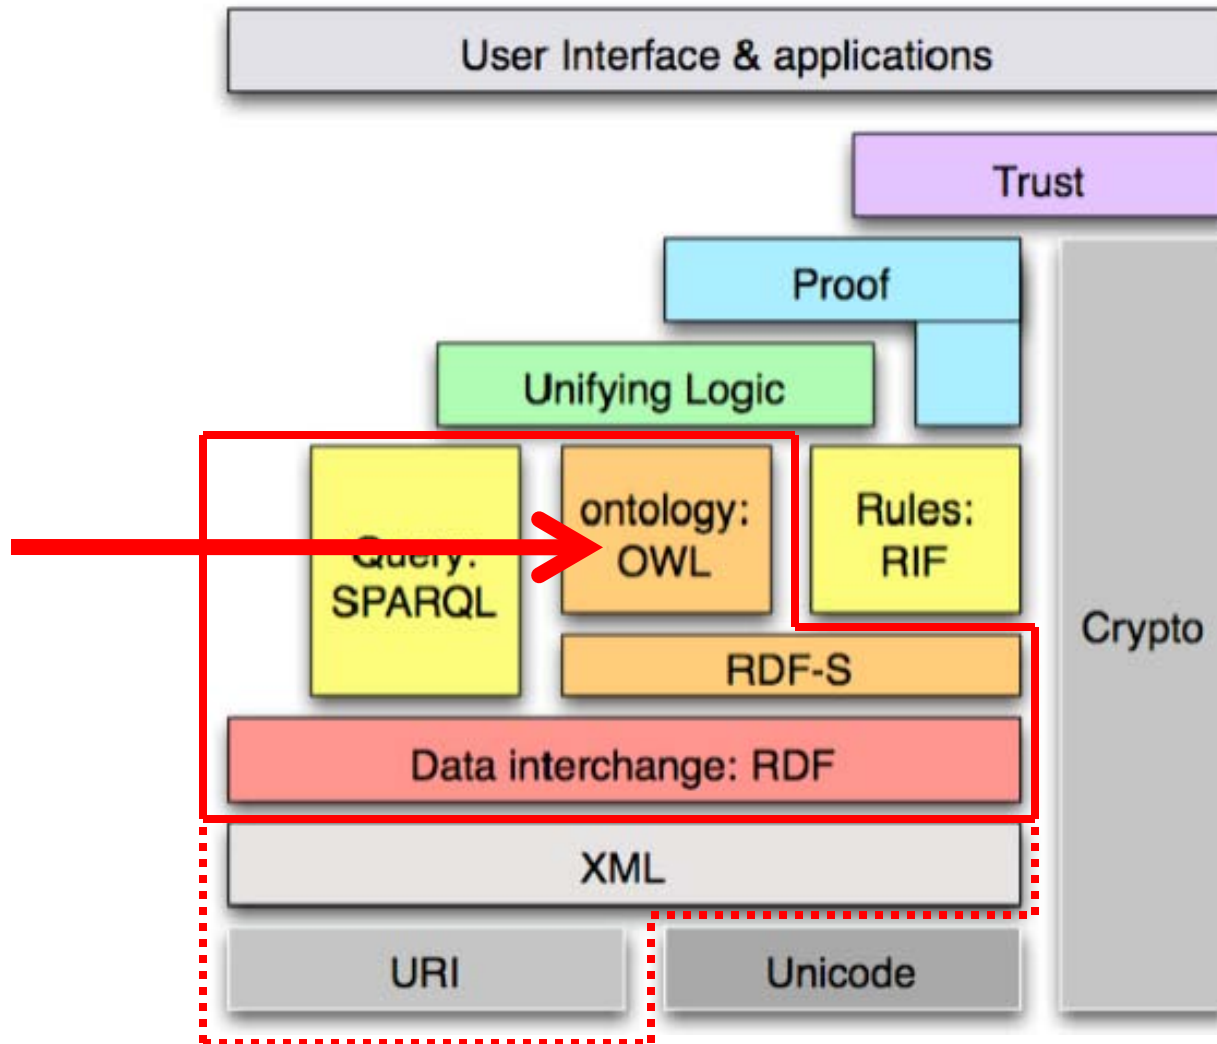 User Interface & applications
Trust
Proof
Unifying Logic
Query:
SPARQL
ontology:
OWL
Rules:
RIF
Crypto
RDF-S
Data interchange: RDF
XML
URI
Unicode